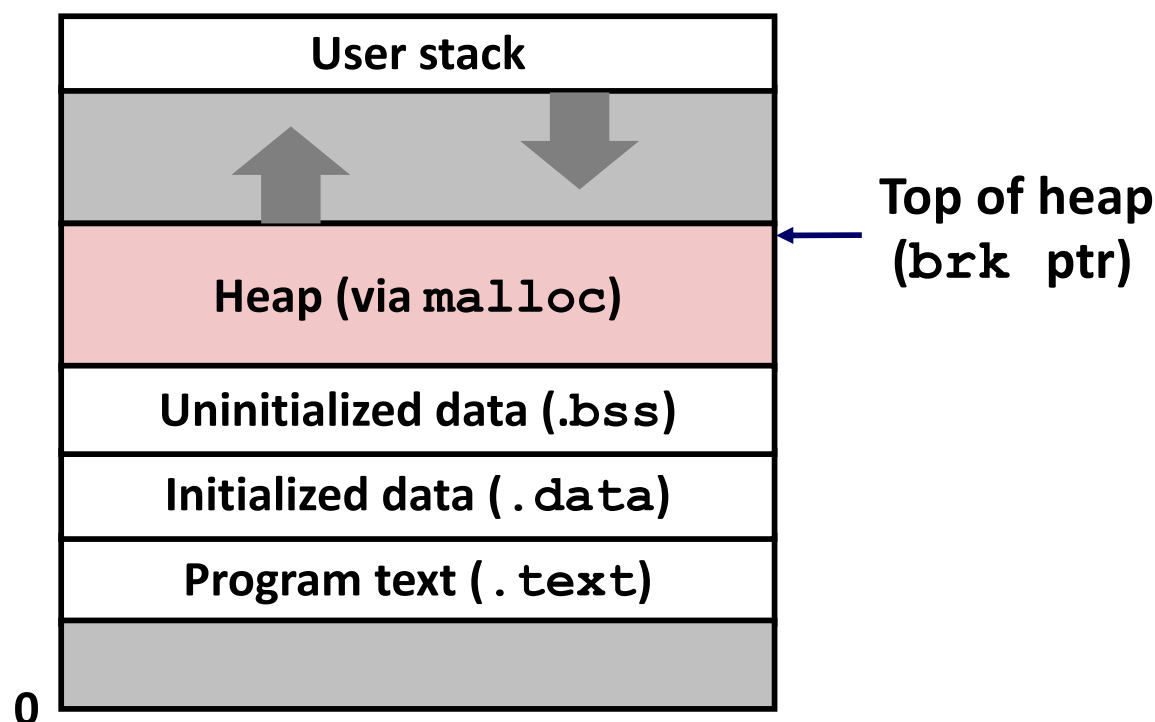 User stack
Top of heap
(brk ptr)
Heap (via malloc)
Uninitialized data (.bss)
Initialized data (.data)
Program text (.text)
0